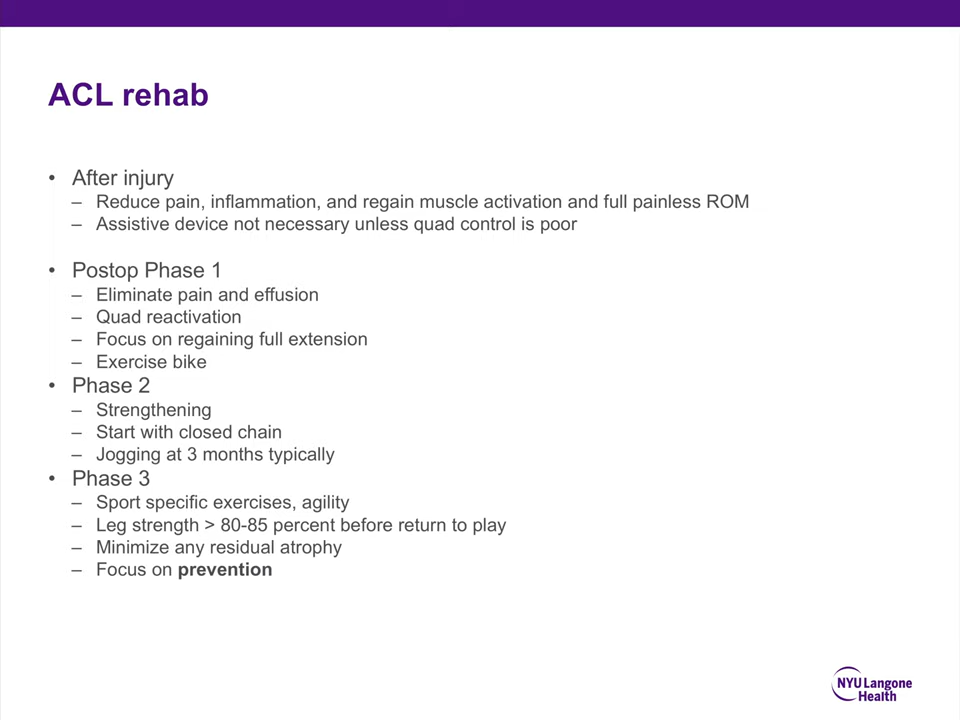 ACL rehab
• After injury
– Reduce pain, inflammation, and regain muscle activation and full painless ROM
– Assistive device not necessary unless quad control is poor
• Postop Phase 1
– Eliminate pain and effusion
– Quad reactivation
– Focus on regaining full extension
– Exercise bike
• Phase 2
– Strengthening
– Start with closed chain
– Jogging at 3 months typically
• Phase 3
– Sport specific exercises, agility
– Leg strength > 80-85 percent before return to play
– Minimize any residual atrophy
– Focus on prevention
NYU Langone
Health